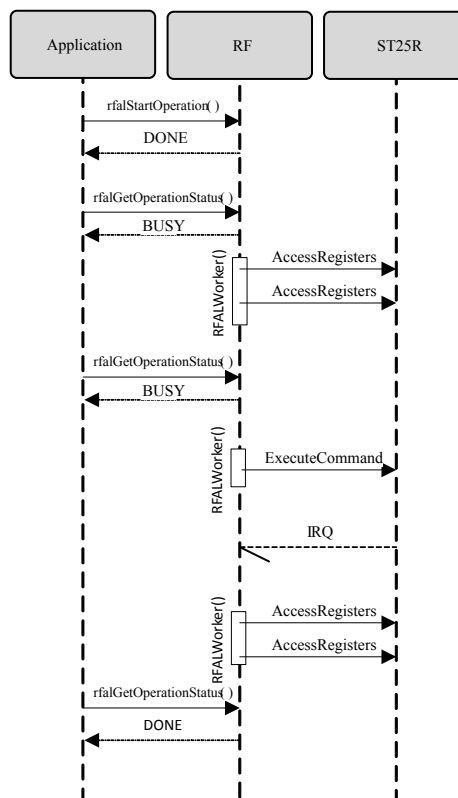 Application
RF
ST25R
rfalStartOperation( )
DONE
rfalGetOperationStatus( )
BUSY
RFALWorker()
AccessRegisters
AccessRegisters
rfalGetOperationStatus( )
BUSY
RFALWorker()
ExecuteCommand
IRQ
RFALWorker()
AccessRegisters
AccessRegisters
rfalGetOperationStatus( )
DONE